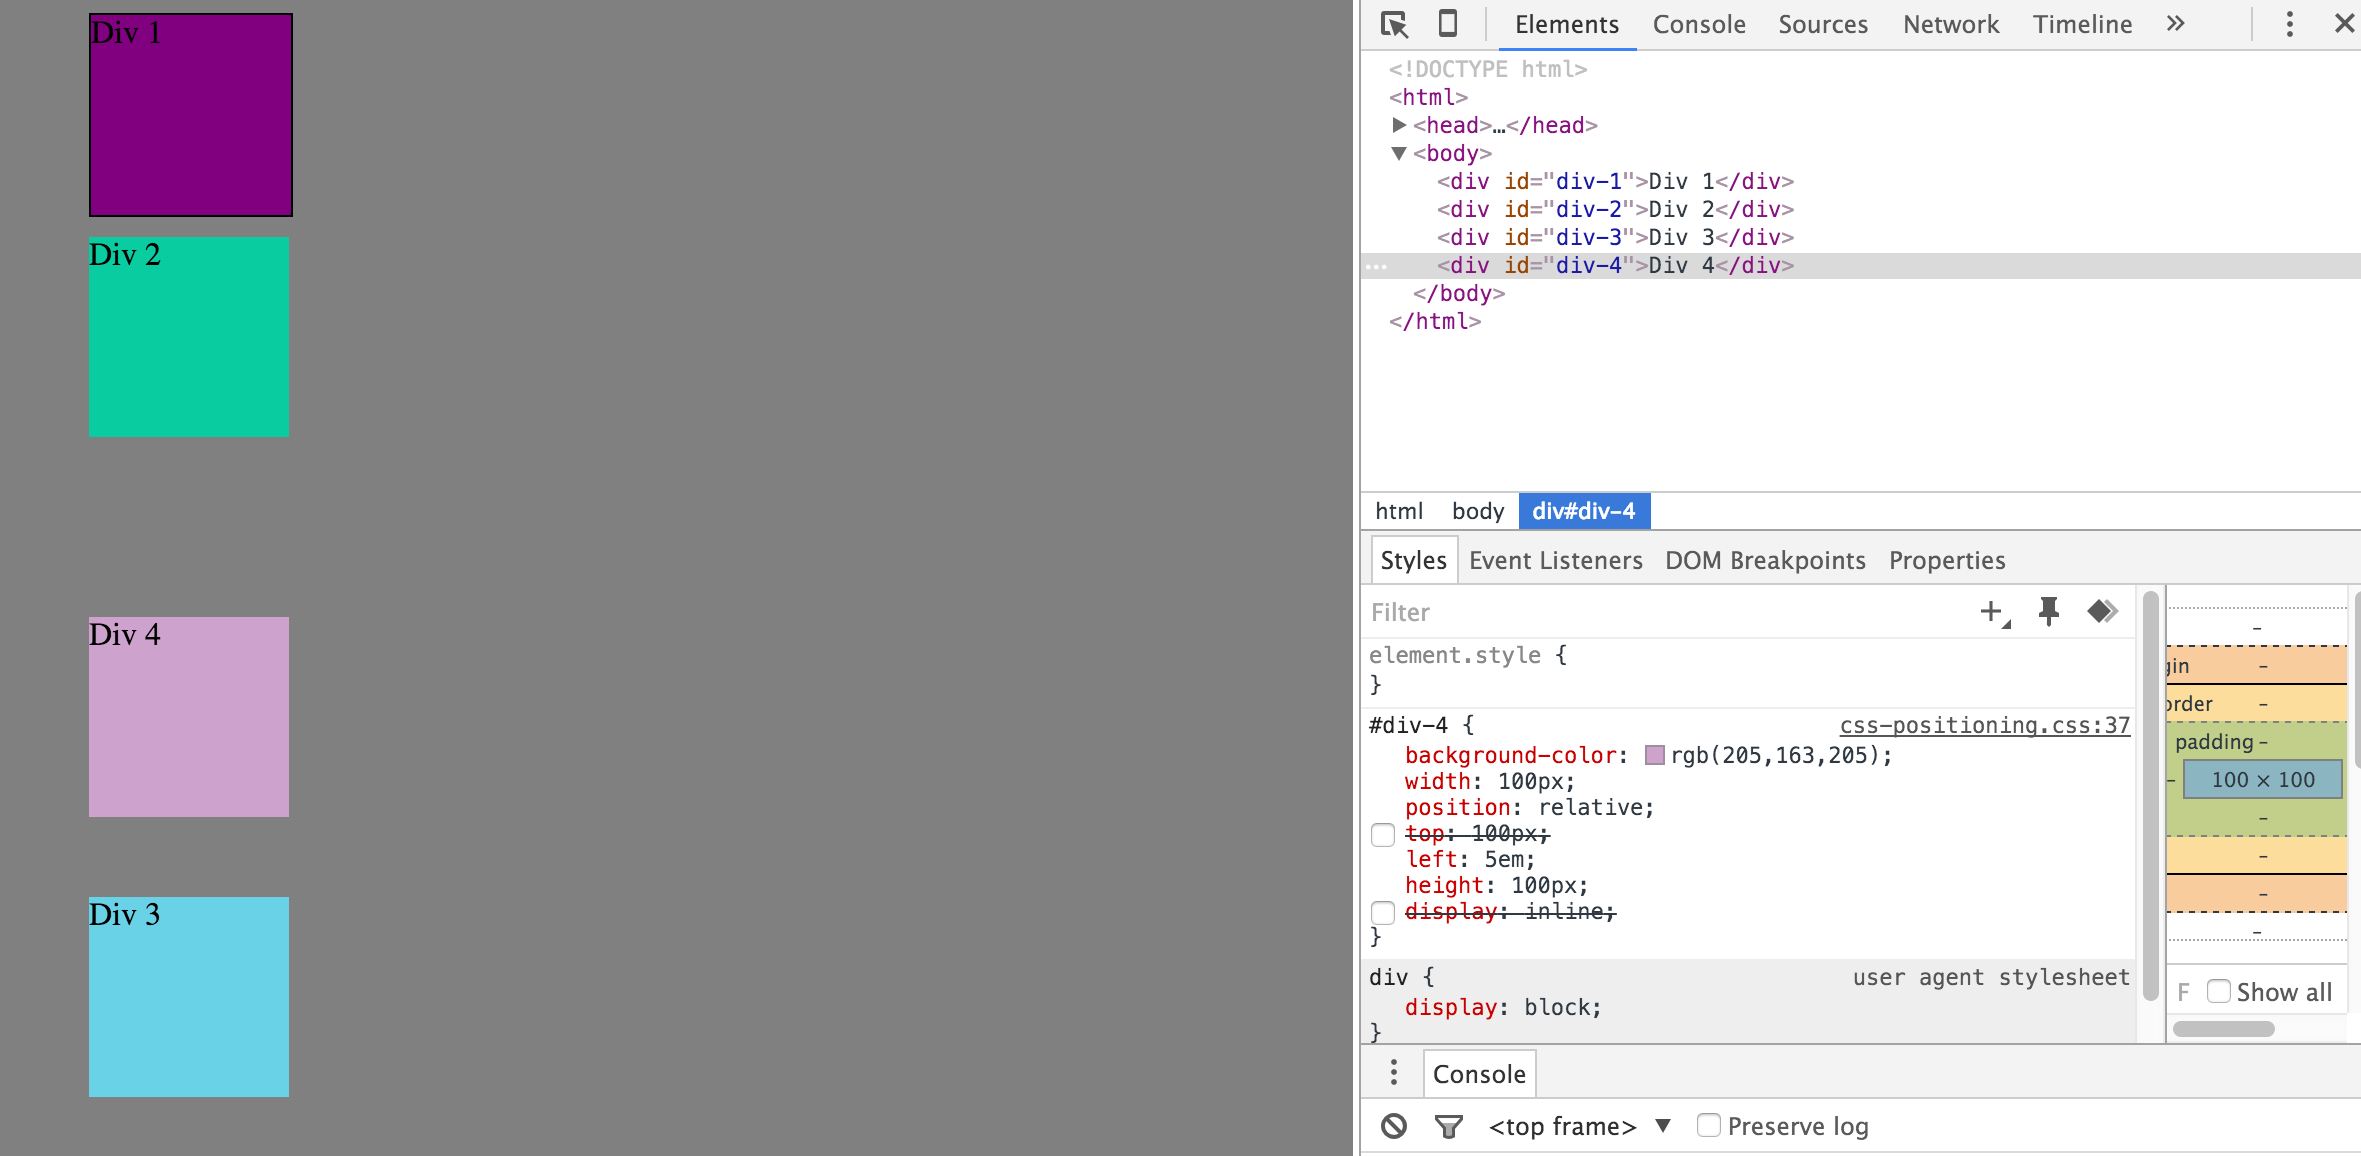 Div 1
Div 2
Div 4
Div 3
Elements Console Sources Network Timeline »
<!DOCTYPE html>
<html>
<head>…</head>
<body>
<div id="div-1">Div 1</div>
<div id="div-2">Div 2</div>
<div id="div-3">Div 3</div>
<div id="div-4">Div 4</div>
</body>
</html>
html body div#div-4
Styles Event Listeners DOM Breakpoints Properties
Filter
element.style {
}
#div-4 { css-positioning.css:37
background-color: rgb(205,163,205);
width: 100px;
position: relative;
top: 100px;
left: 5em;
height: 100px;
display: inline;
}
div { user agent stylesheet
display: block;
}
-
gin -
order -
padding -
- 100 × 100
-
-
-
-
F Show all
Console
<top frame> ▼ Preserve log